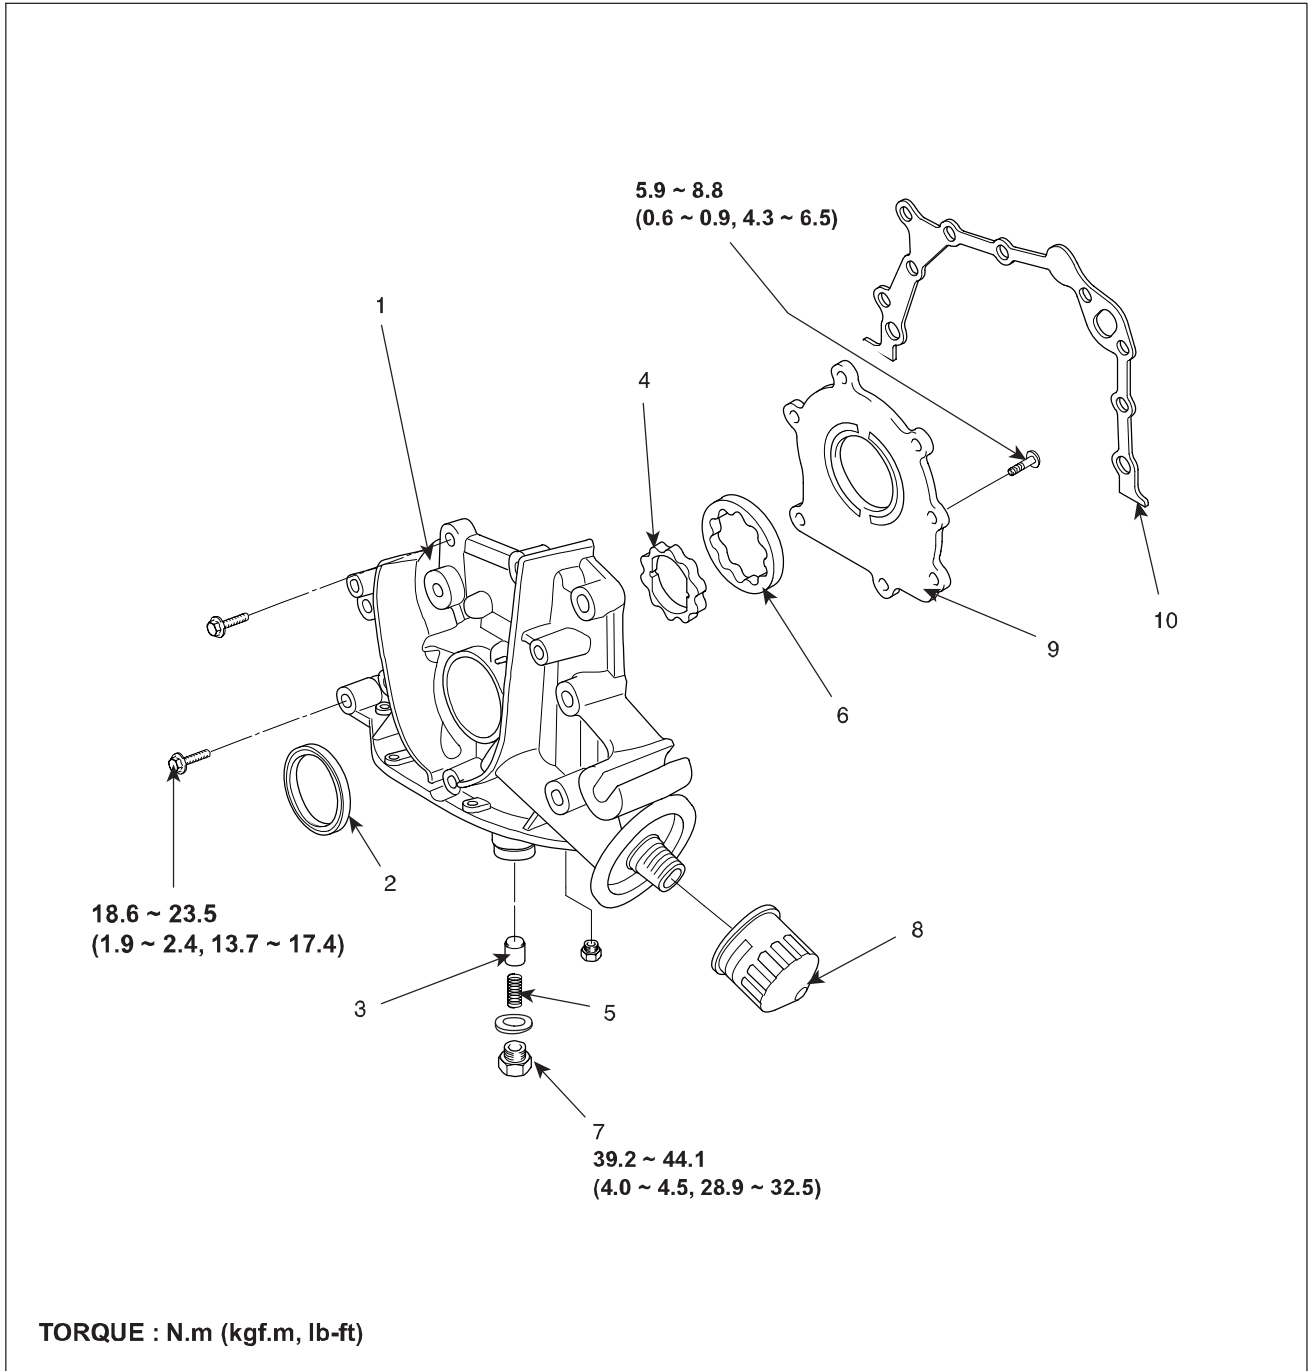 5.9 ~ 8.8
(0.6 ~ 0.9, 4.3 ~ 6.5)
1
4
10
9
6
2
18.6 ~ 23.5
(1.9 ~ 2.4, 13.7 ~ 17.4)
8
3
5
7
39.2 ~ 44.1
(4.0 ~ 4.5, 28.9 ~ 32.5)
TORQUE : N.m (kgf.m, lb-ft)